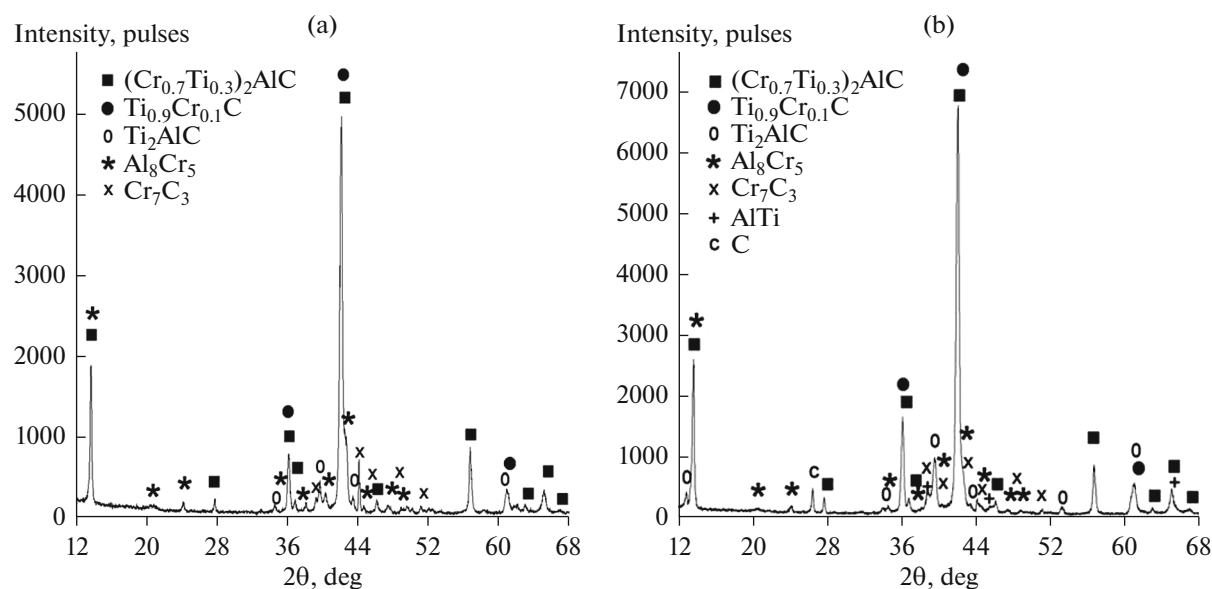 Intensity, pulses
(a)
■ (Cr₀.₇Ti₀.₃)₂AlC
● Ti₀.₉Cr₀.₁C
0 Ti₂AlC
* Al₈Cr₅
x Cr₇C₃
5000
4000
3000
2000
1000
0
12 20 28 36 44 52 60 68
2θ, deg
Intensity, pulses
(b)
■ (Cr₀.₇Ti₀.₃)₂AlC
● Ti₀.₉Cr₀.₁C
0 Ti₂AlC
* Al₈Cr₅
x Cr₇C₃
+ AlTi
c C
7000
6000
5000
4000
3000
2000
1000
0
12 20 28 36 44 52 60 68
2θ, deg